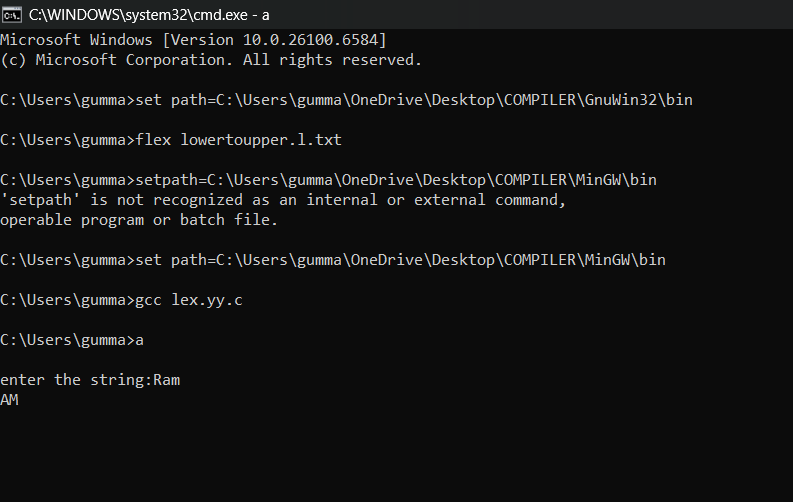 C:\WINDOWS\system32\cmd.exe - a
Microsoft Windows [Version 10.0.26100.6584]
(c) Microsoft Corporation. All rights reserved.
C:\Users\gumma>set path=C:\Users\gumma\OneDrive\Desktop\COMPILER\GnuWin32\bin
C:\Users\gumma>flex lowertoupper.l.txt
C:\Users\gumma>setpath=C:\Users\gumma\OneDrive\Desktop\COMPILER\MinGW\bin
'setpath' is not recognized as an internal or external command,
operable program or batch file.
C:\Users\gumma>set path=C:\Users\gumma\OneDrive\Desktop\COMPILER\MinGW\bin
C:\Users\gumma>gcc lex.yy.c
C:\Users\gumma>a
enter the string:Ram
AM